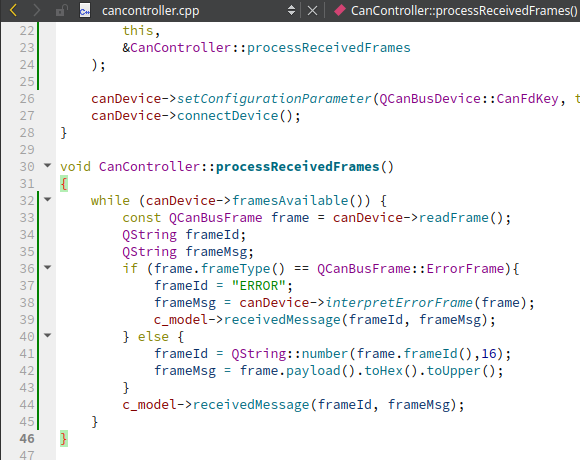 cancontroller.cpp CanController::processReceivedFrames()
22 this,
23 &CanController::processReceivedFrames
24 );
25
26 canDevice->setConfigurationParameter(QCanBusDevice::CanFdKey, t
27 canDevice->connectDevice();
28 }
29
30 void CanController::processReceivedFrames()
31 {
32 while (canDevice->framesAvailable()) {
33 const QCanBusFrame frame = canDevice->readFrame();
34 QString frameId;
35 QString frameMsg;
36 if (frame.frameType() == QCanBusFrame::ErrorFrame){
37 frameId = "ERROR";
38 frameMsg = canDevice->interpretErrorFrame(frame);
39 c_model->receivedMessage(frameId, frameMsg);
40 } else {
41 frameId = QString::number(frame.frameId(),16);
42 frameMsg = frame.payload().toHex().toUpper();
43 }
44 c_model->receivedMessage(frameId, frameMsg);
45 }
46 }
47